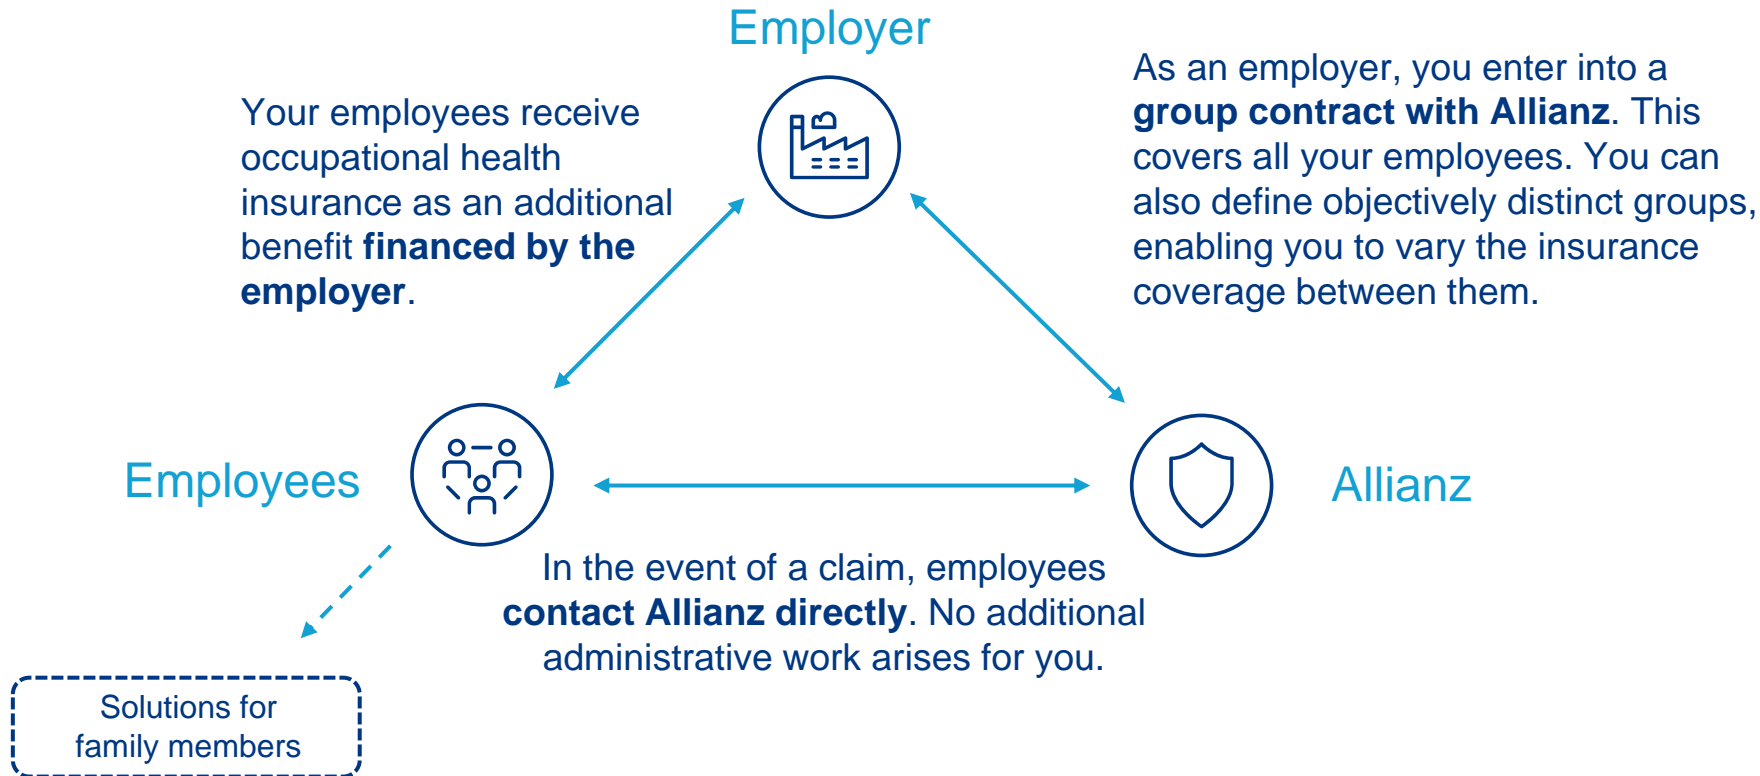 Employer
Your employees receive
occupational health
insurance as an additional
benefit financed by the
employer.
As an employer, you enter into a
group contract with Allianz. This
covers all your employees. You can
also define objectively distinct groups,
enabling you to vary the insurance
coverage between them.
Employees
Allianz
In the event of a claim, employees
contact Allianz directly. No additional
administrative work arises for you.
Solutions for
family members